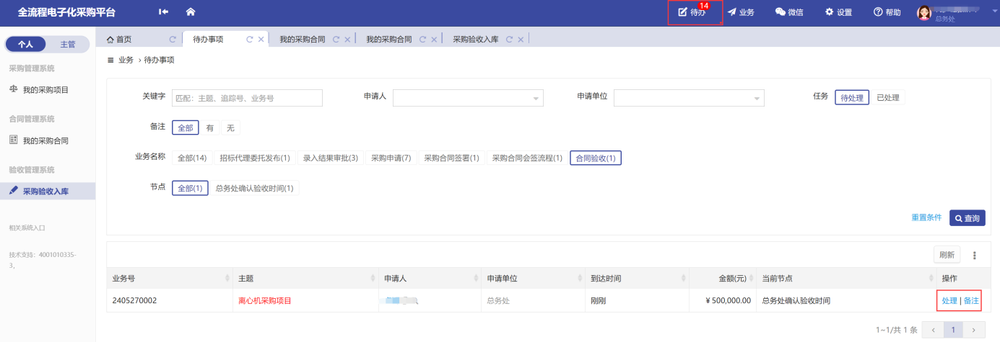 全流程电子化采购平台
待办 14 业务 微信 设置 帮助
总务处
个人 主管
首页 待办事项 我的采购合同 我的采购合同 采购验收入库
业务 › 待办事项
采购管理系统
我的采购项目
合同管理系统
我的采购合同
验收管理系统
采购验收入库
相关系统入口
技术支持：4001010335-
3,
关键字 匹配：主题、追踪号、业务号 申请人 申请单位 任务 待处理 已处理
备注 全部 有 无
业务名称 全部(14) 招标代理委托发布(1) 录入结果审批(3) 采购申请(7) 采购合同签署(1) 采购合同会签流程(1) 合同验收(1)
节点 全部(1) 总务处确认验收时间(1)
重置条件 查询
刷新
业务号 主题 申请人 申请单位 到达时间 金额(元) 当前节点 操作
2405270002 离心机采购项目 总务处 刚刚 ¥500,000.00 总务处确认验收时间 处理 | 备注
1~1/共 1 条 ‹ 1 ›